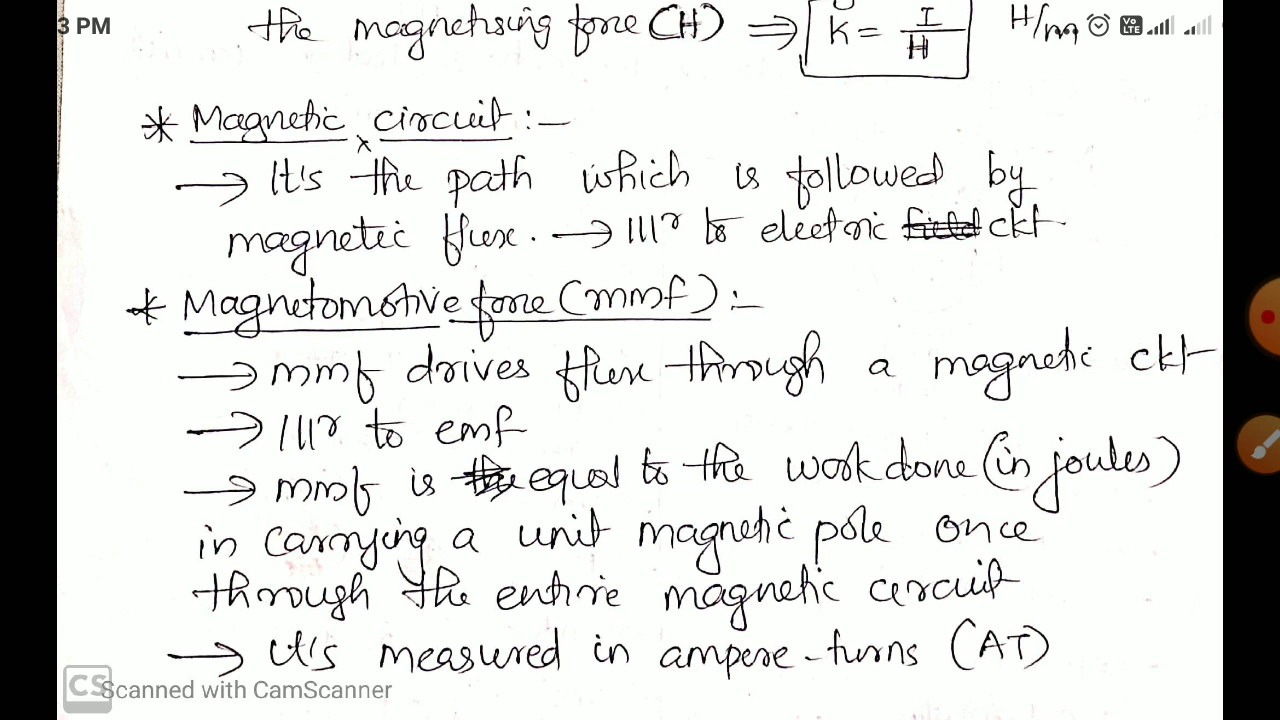 3 PM
the magnetising force (H) ⇒ K = I/H H/m Vo LTE
* Magnetic circuit :-
→ It's the path which is followed by
magnetic flux. → |||r to electric field ckt
* Magnetomotive force (mmf) :-
→ mmf drives flux through a magnetic ckt
→ |||r to emf
→ mmf is the equal to the work done (in joules)
in carrying a unit magnetic pole once
through the entire magnetic circuit
→ it's measured in ampere-turns (AT)
CS Scanned with CamScanner